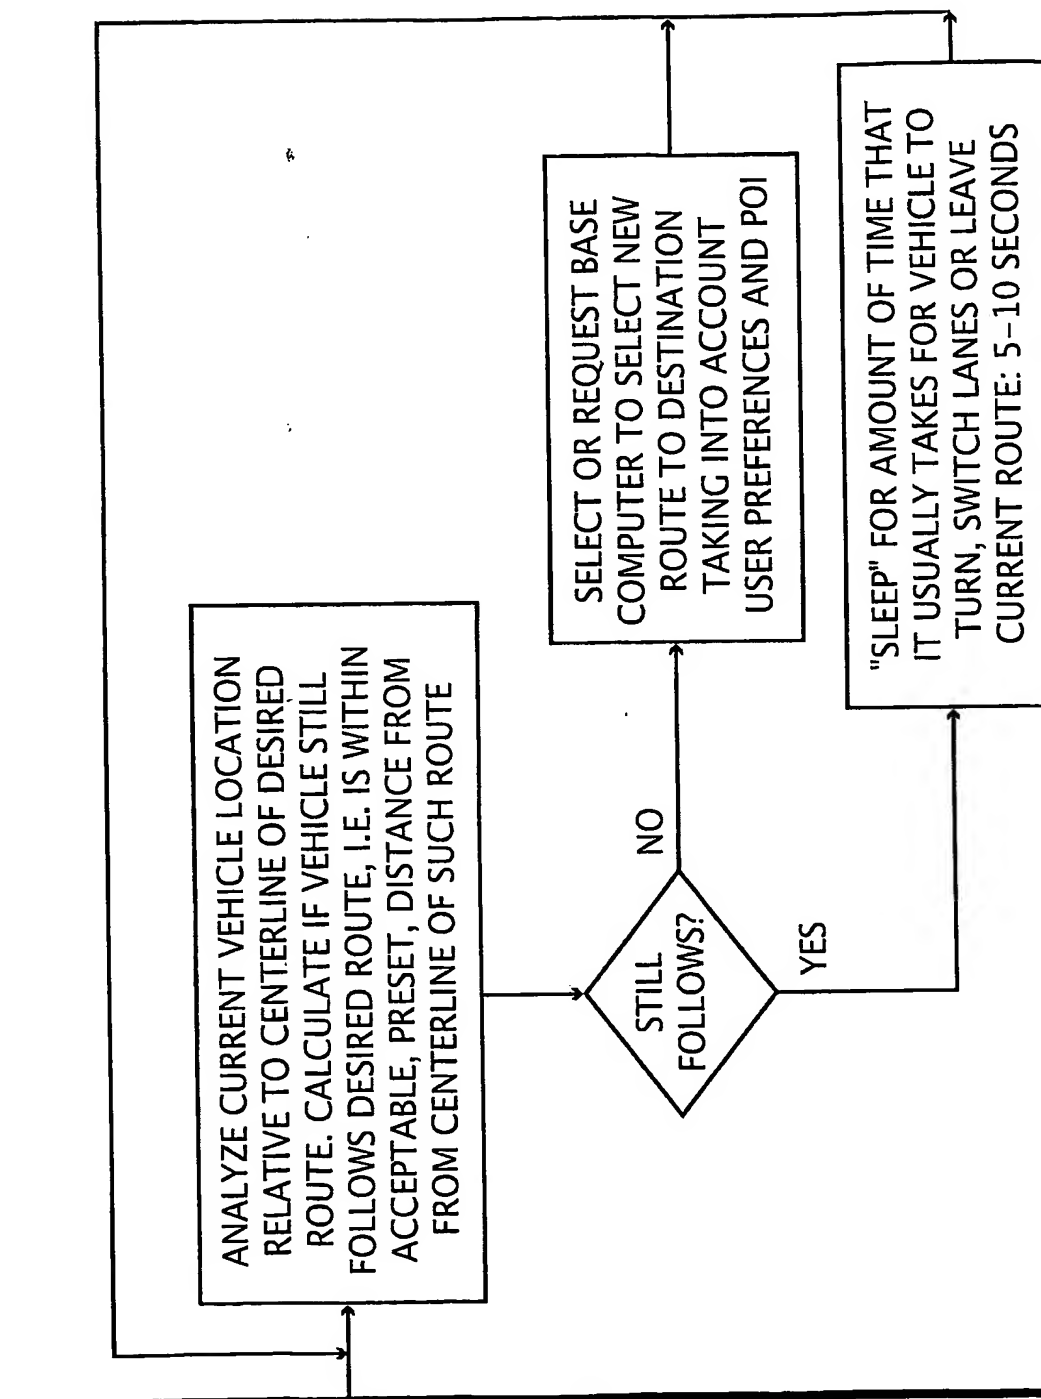 ANALYZE CURRENT VEHICLE LOCATION
RELATIVE TO CENTERLINE OF DESIRED
ROUTE. CALCULATE IF VEHICLE STILL
FOLLOWS DESIRED ROUTE, I.E. IS WITHIN
ACCEPTABLE, PRESET, DISTANCE FROM
FROM CENTERLINE OF SUCH ROUTE
STILL
FOLLOWS?
NO
YES
SELECT OR REQUEST BASE
COMPUTER TO SELECT NEW
ROUTE TO DESTINATION
TAKING INTO ACCOUNT
USER PREFERENCES AND POI
"SLEEP" FOR AMOUNT OF TIME THAT
IT USUALLY TAKES FOR VEHICLE TO
TURN, SWITCH LANES OR LEAVE
CURRENT ROUTE: 5-10 SECONDS